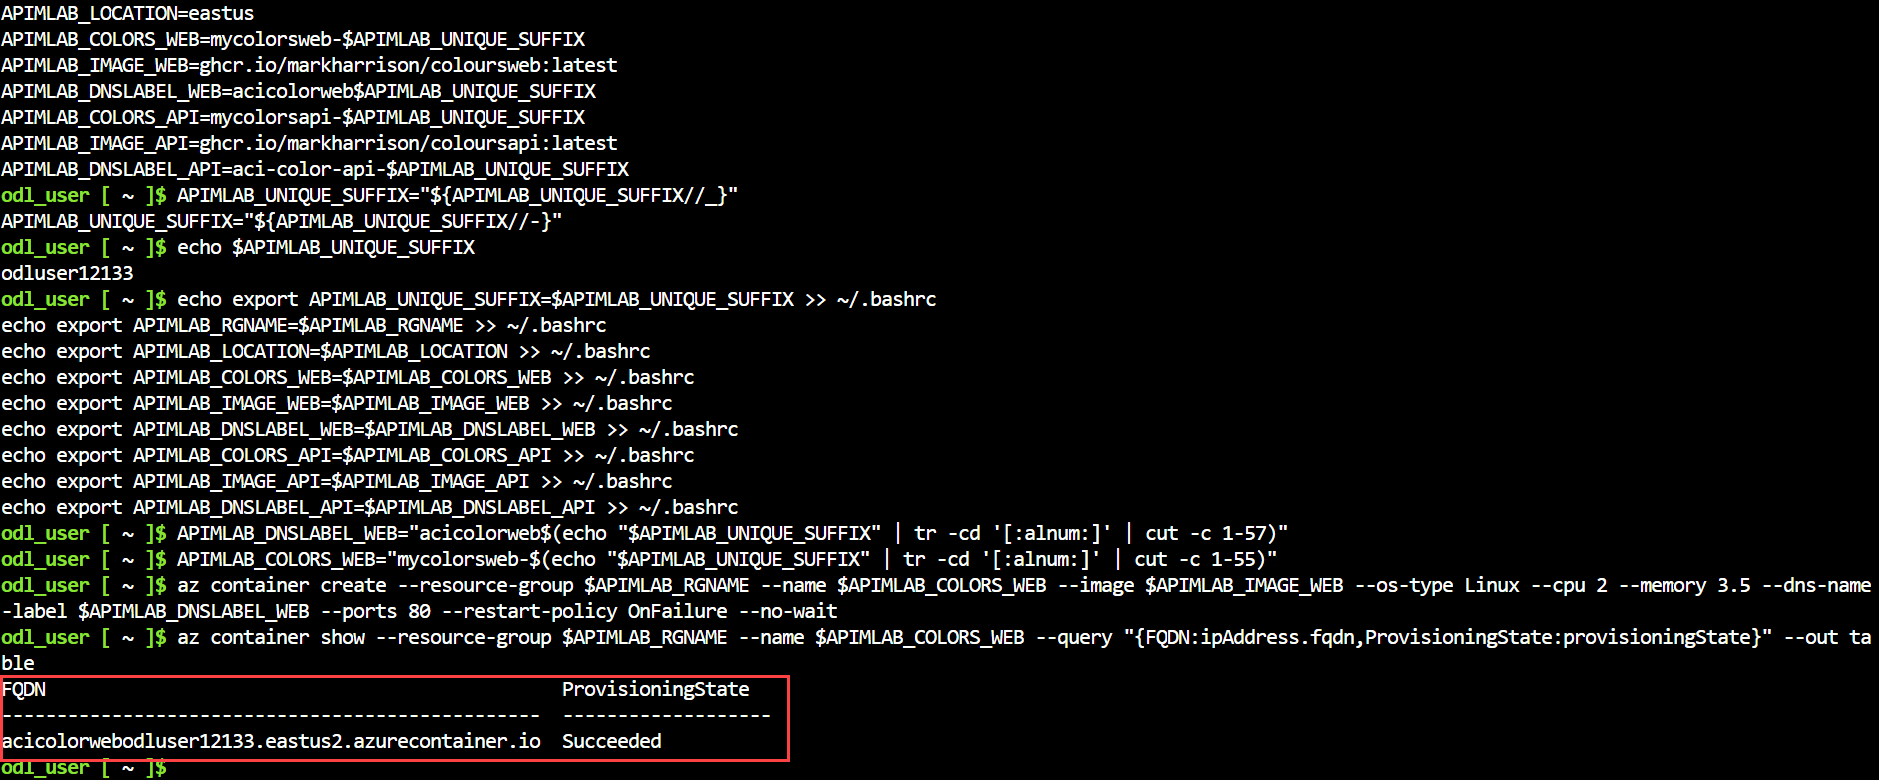 APIMLAB_LOCATION=eastus
APIMLAB_COLORS_WEB=mycolorsweb-$APIMLAB_UNIQUE_SUFFIX
APIMLAB_IMAGE_WEB=ghcr.io/markharrison/coloursweb:latest
APIMLAB_DNSLABEL_WEB=acicolorweb$APIMLAB_UNIQUE_SUFFIX
APIMLAB_COLORS_API=mycolorsapi-$APIMLAB_UNIQUE_SUFFIX
APIMLAB_IMAGE_API=ghcr.io/markharrison/coloursapi:latest
APIMLAB_DNSLABEL_API=aci-color-api-$APIMLAB_UNIQUE_SUFFIX
odl_user [ ~ ]$ APIMLAB_UNIQUE_SUFFIX="${APIMLAB_UNIQUE_SUFFIX//_}"
APIMLAB_UNIQUE_SUFFIX="${APIMLAB_UNIQUE_SUFFIX//-}"
odl_user [ ~ ]$ echo $APIMLAB_UNIQUE_SUFFIX
odluser12133
odl_user [ ~ ]$ echo export APIMLAB_UNIQUE_SUFFIX=$APIMLAB_UNIQUE_SUFFIX >> ~/.bashrc
echo export APIMLAB_RGNAME=$APIMLAB_RGNAME >> ~/.bashrc
echo export APIMLAB_LOCATION=$APIMLAB_LOCATION >> ~/.bashrc
echo export APIMLAB_COLORS_WEB=$APIMLAB_COLORS_WEB >> ~/.bashrc
echo export APIMLAB_IMAGE_WEB=$APIMLAB_IMAGE_WEB >> ~/.bashrc
echo export APIMLAB_DNSLABEL_WEB=$APIMLAB_DNSLABEL_WEB >> ~/.bashrc
echo export APIMLAB_COLORS_API=$APIMLAB_COLORS_API >> ~/.bashrc
echo export APIMLAB_IMAGE_API=$APIMLAB_IMAGE_API >> ~/.bashrc
echo export APIMLAB_DNSLABEL_API=$APIMLAB_DNSLABEL_API >> ~/.bashrc
odl_user [ ~ ]$ APIMLAB_DNSLABEL_WEB="acicolorweb$(echo "$APIMLAB_UNIQUE_SUFFIX" | tr -cd '[:alnum:]' | cut -c 1-57)"
odl_user [ ~ ]$ APIMLAB_COLORS_WEB="mycolorsweb-$(echo "$APIMLAB_UNIQUE_SUFFIX" | tr -cd '[:alnum:]' | cut -c 1-55)"
odl_user [ ~ ]$ az container create --resource-group $APIMLAB_RGNAME --name $APIMLAB_COLORS_WEB --image $APIMLAB_IMAGE_WEB --os-type Linux --cpu 2 --memory 3.5 --dns-name
-label $APIMLAB_DNSLABEL_WEB --ports 80 --restart-policy OnFailure --no-wait
odl_user [ ~ ]$ az container show --resource-group $APIMLAB_RGNAME --name $APIMLAB_COLORS_WEB --query "{FQDN:ipAddress.fqdn,ProvisioningState:provisioningState}" --out ta
ble
FQDN                                               ProvisioningState
-------------------------------------------------  -------------------
acicolorwebodluser12133.eastus2.azurecontainer.io  Succeeded
odl_user [ ~ ]$